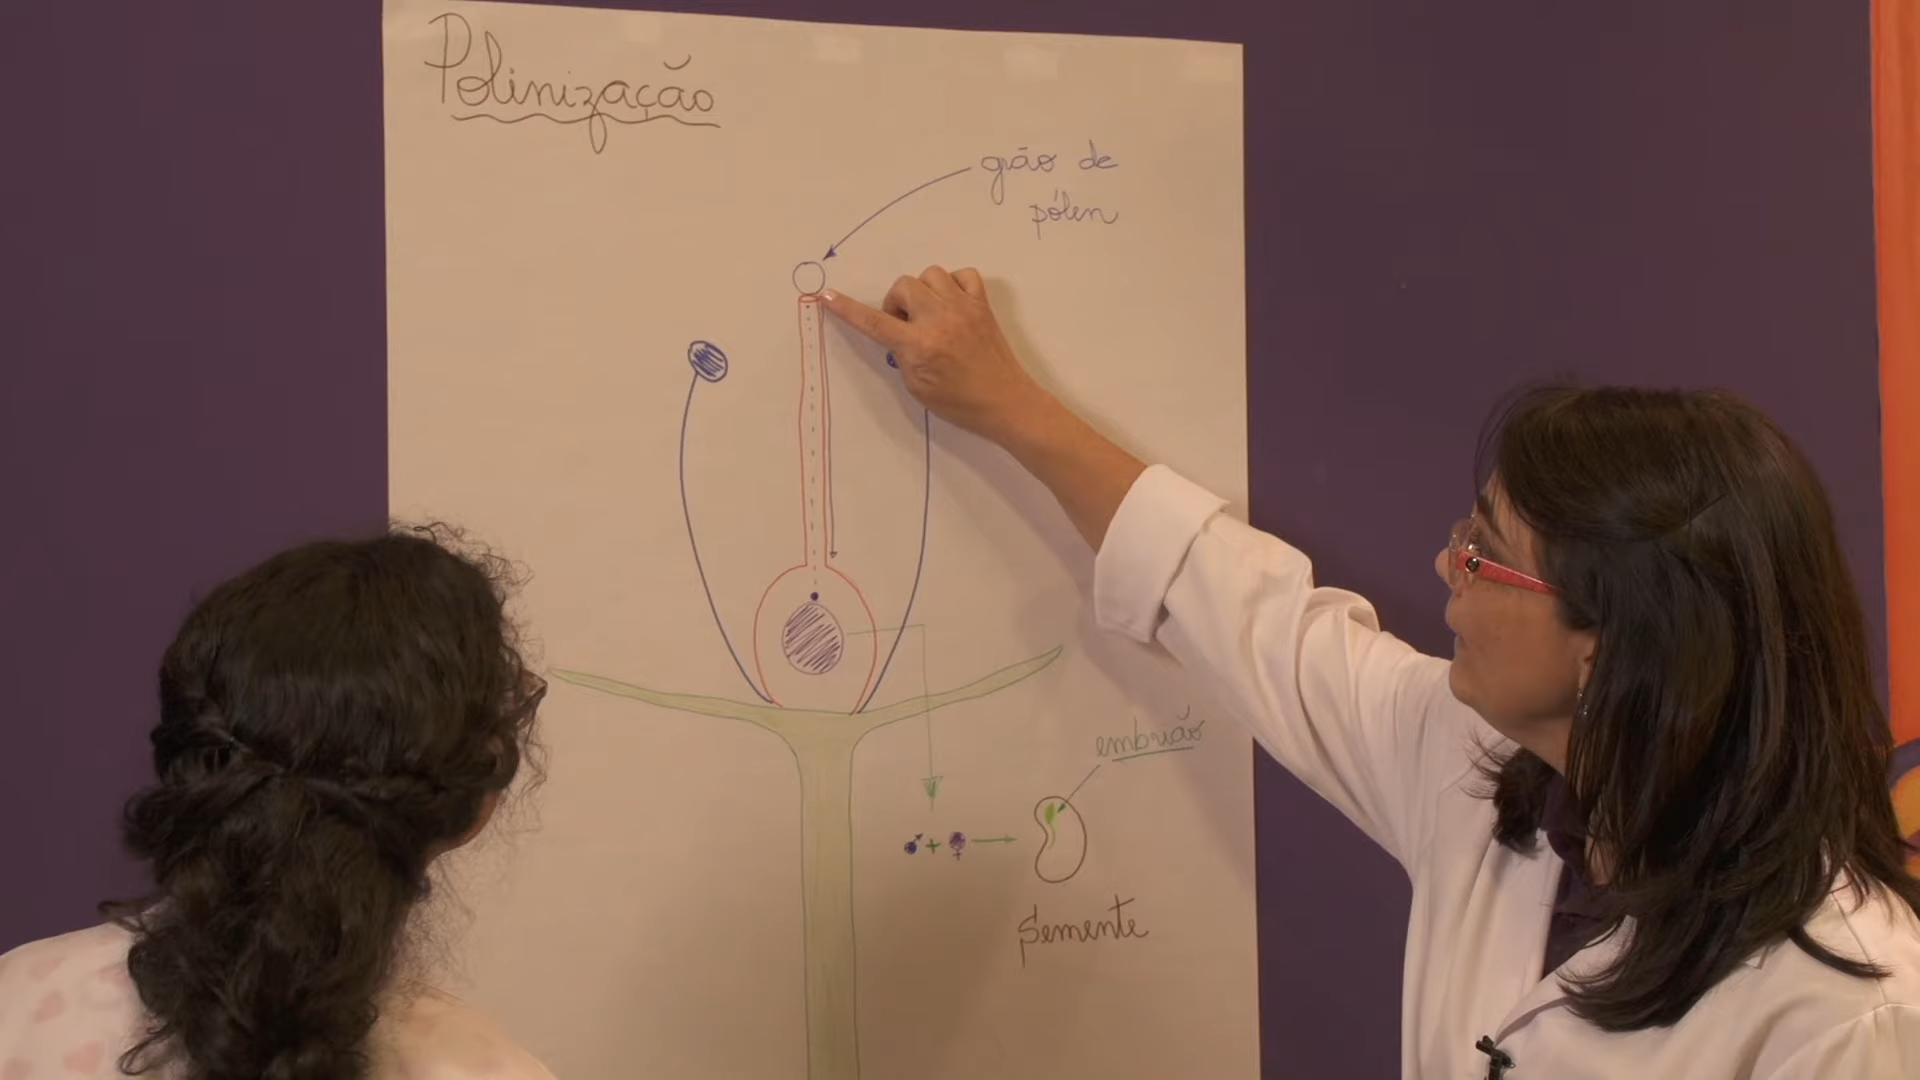 Polinização
grão de
pólen
embrião
♂ + ♀ →
Semente